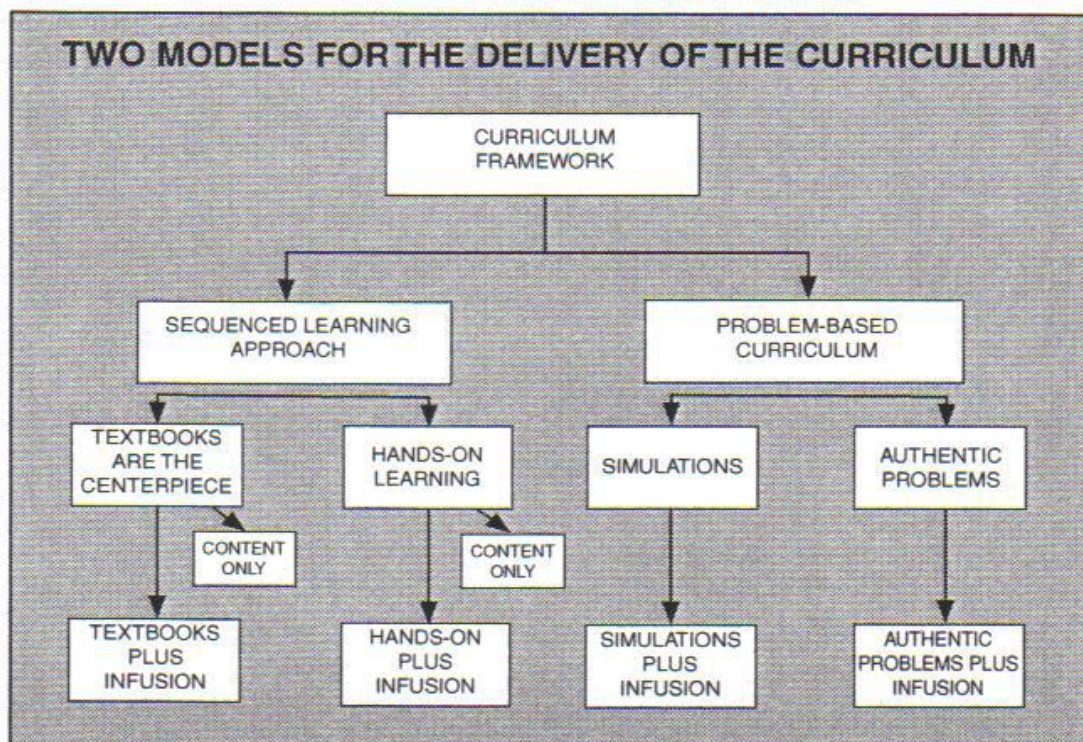 TWO MODELS FOR THE DELIVERY OF THE CURRICULUM
CURRICULUM
FRAMEWORK
SEQUENCED LEARNING
APPROACH
PROBLEM-BASED
CURRICULUM
TEXTBOOKS
ARE THE
CENTERPIECE
HANDS-ON
LEARNING
SIMULATIONS
AUTHENTIC
PROBLEMS
CONTENT
ONLY
CONTENT
ONLY
TEXTBOOKS
PLUS
INFUSION
HANDS-ON
PLUS
INFUSION
SIMULATIONS
PLUS
INFUSION
AUTHENTIC
PROBLEMS PLUS
INFUSION